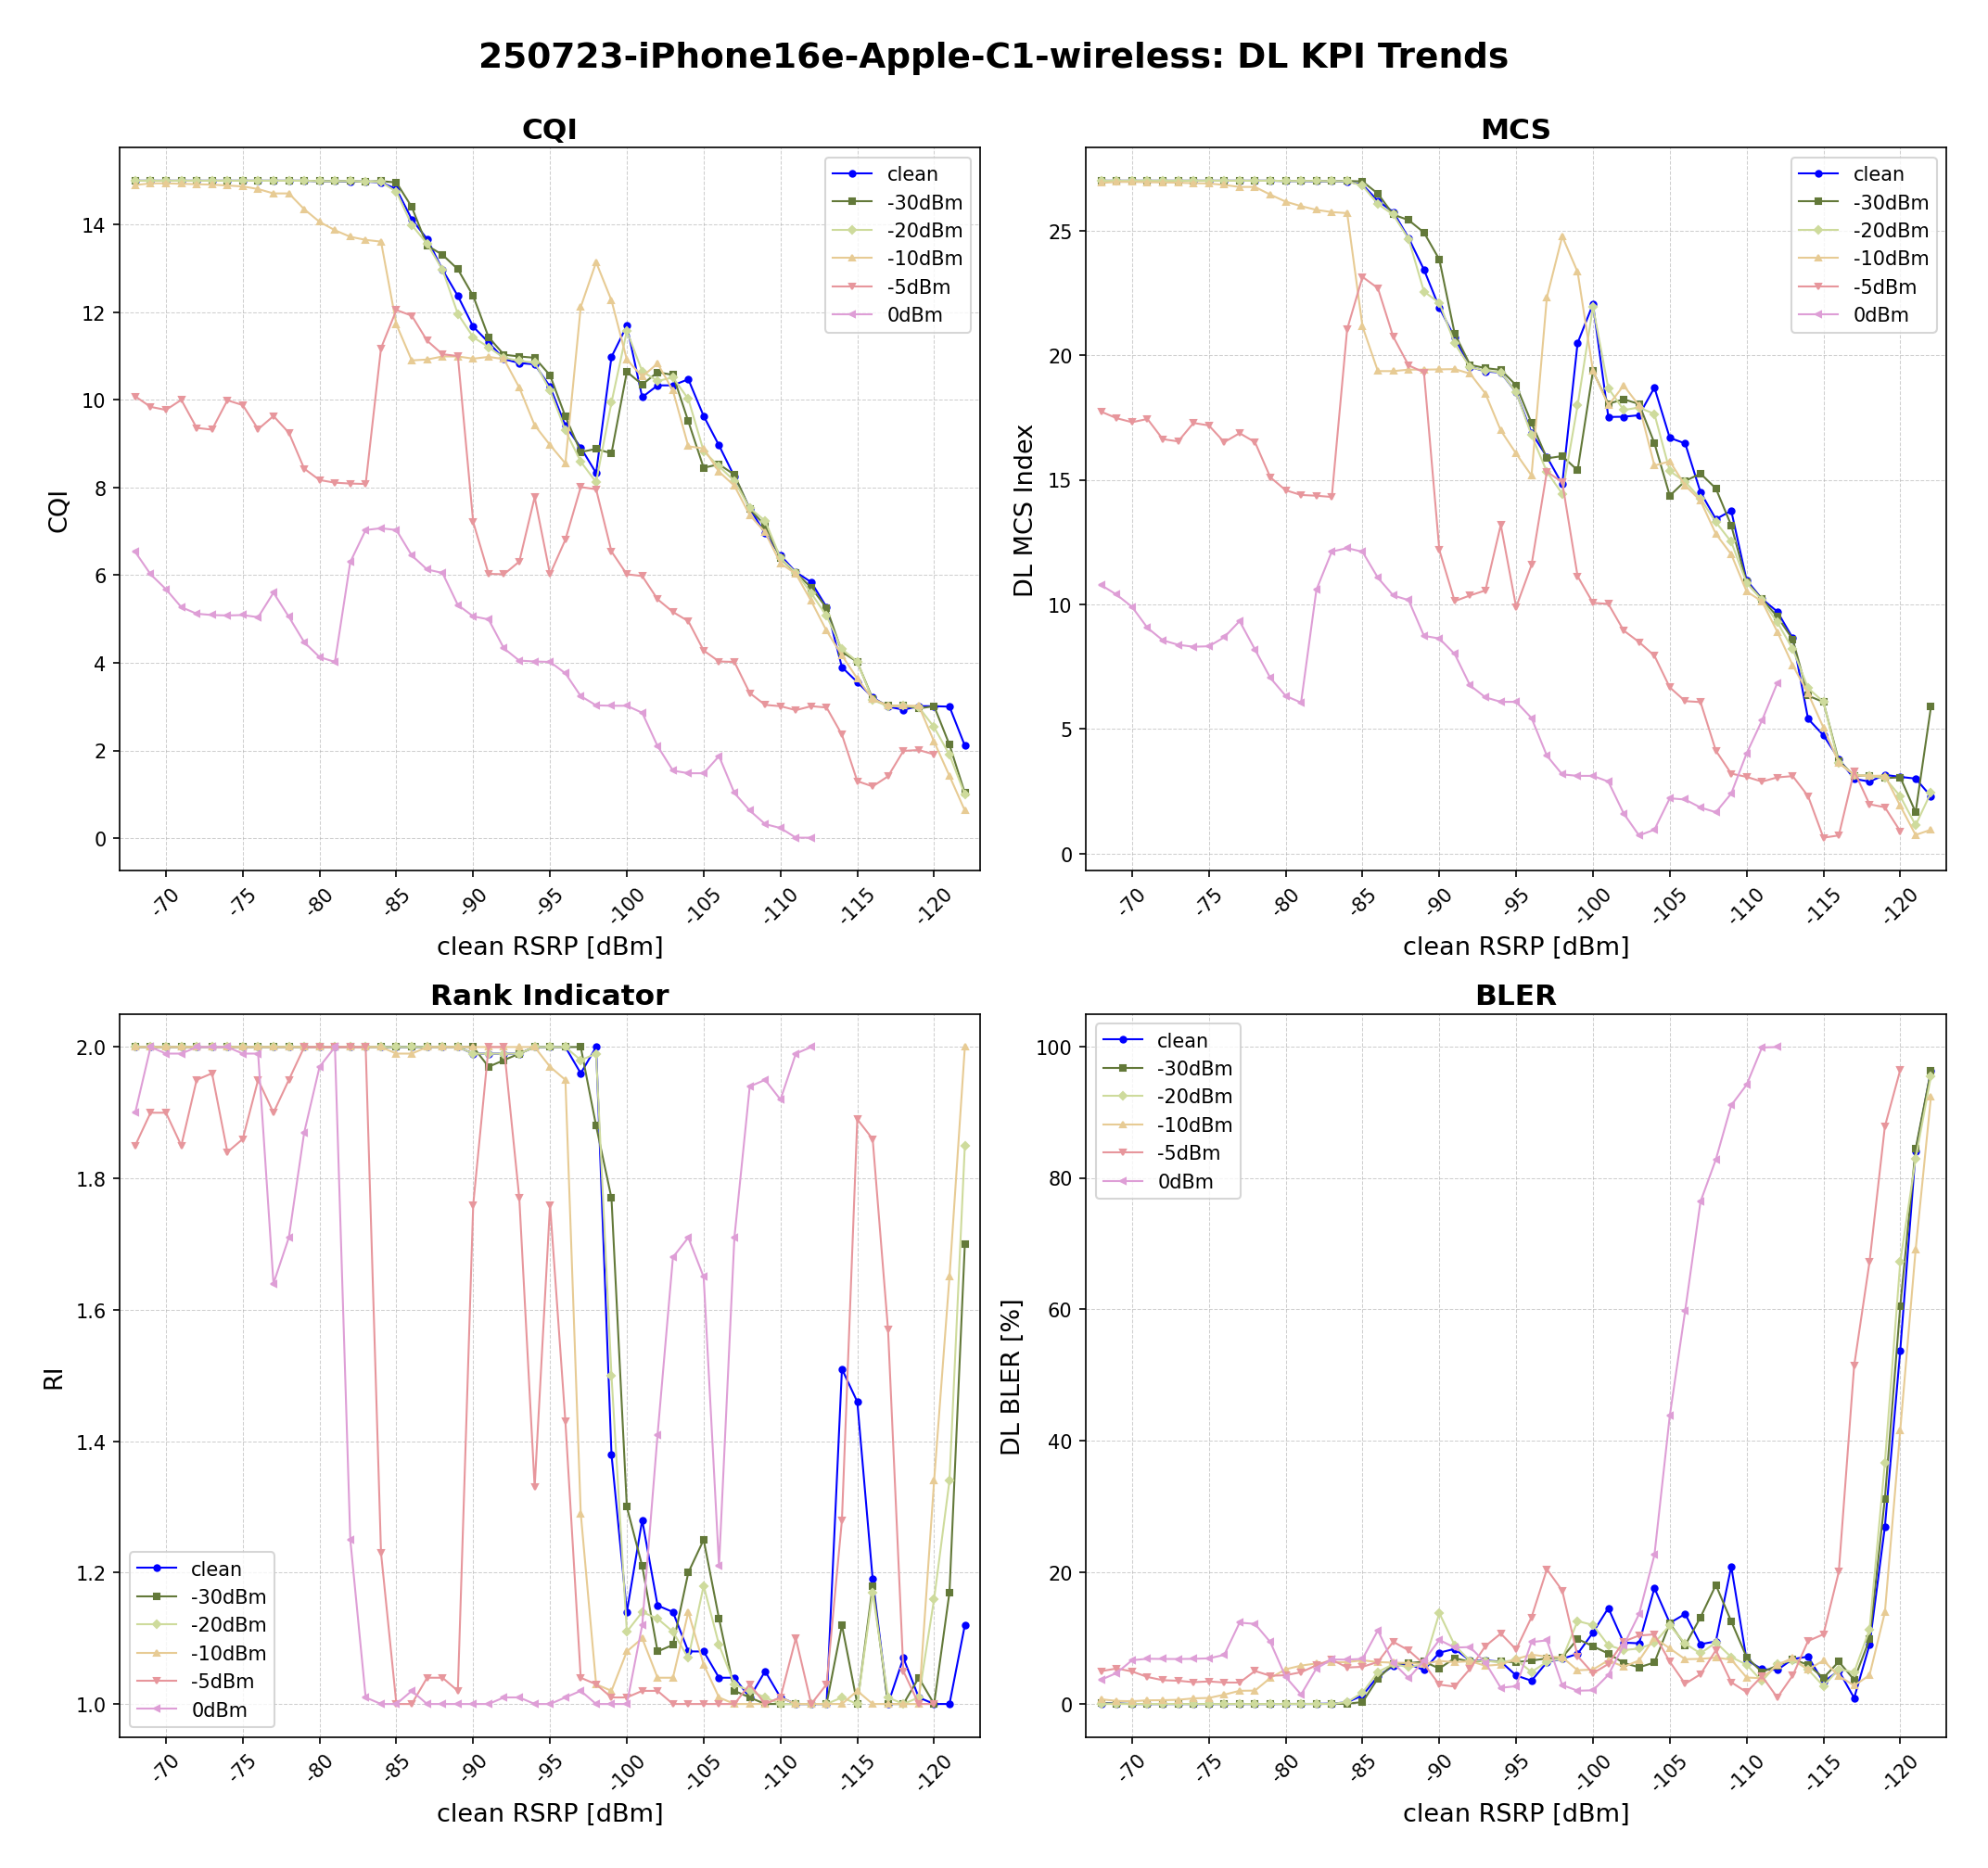 250723-iPhone16e-Apple-C1-wireless: DL KPI Trends
CQI
CQI
14
12
10
8
6
4
2
0
clean
-30dBm
-20dBm
-10dBm
-5dBm
0dBm
-70
-75
-80
-85
-90
-95
-100
-105
-110
-115
-120
clean RSRP [dBm]
MCS
DL MCS Index
25
20
15
10
5
0
clean
-30dBm
-20dBm
-10dBm
-5dBm
0dBm
-70
-75
-80
-85
-90
-95
-100
-105
-110
-115
-120
clean RSRP [dBm]
Rank Indicator
RI
2.0
1.8
1.6
1.4
1.2
1.0
clean
-30dBm
-20dBm
-10dBm
-5dBm
0dBm
-70
-75
-80
-85
-90
-95
-100
-105
-110
-115
-120
clean RSRP [dBm]
BLER
DL BLER [%]
100
80
60
40
20
0
clean
-30dBm
-20dBm
-10dBm
-5dBm
0dBm
-70
-75
-80
-85
-90
-95
-100
-105
-110
-115
-120
clean RSRP [dBm]